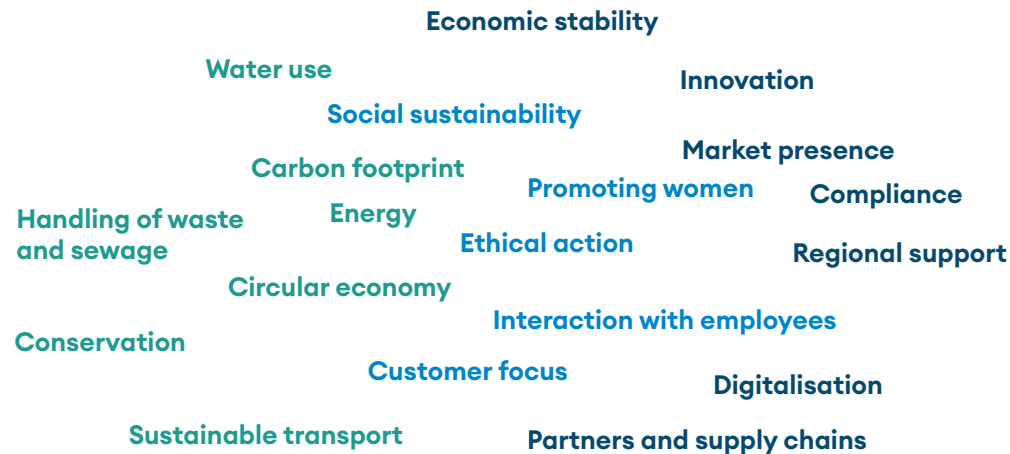 Economic stability
Water use
Innovation
Social sustainability
Market presence
Carbon footprint
Promoting women
Compliance
Handling of waste
and sewage
Energy
Ethical action
Regional support
Circular economy
Interaction with employees
Conservation
Customer focus
Digitalisation
Sustainable transport
Partners and supply chains